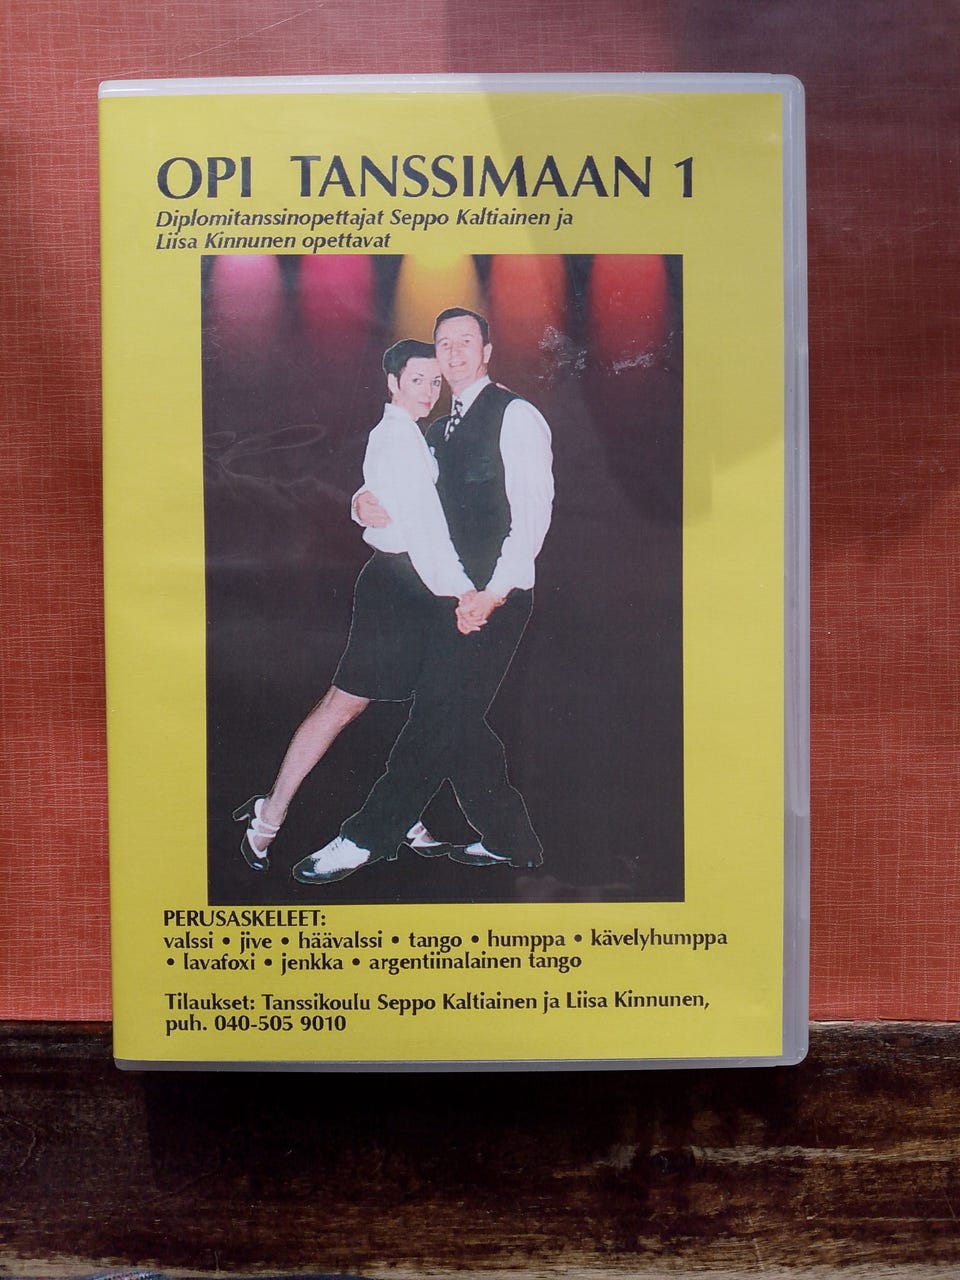 OPI TANSSIMAAN 1
Diplomitanssinopettajat Seppo Kaltiainen ja
Liisa Kinnunen opettavat
PERUSASKELEET:
valssi • jive • häävalssi • tango • humppa • kävelyhumppa
• lavafoxi • jenkka • argentiinalainen tango
Tilaukset: Tanssikoulu Seppo Kaltiainen ja Liisa Kinnunen,
puh. 040-505 9010